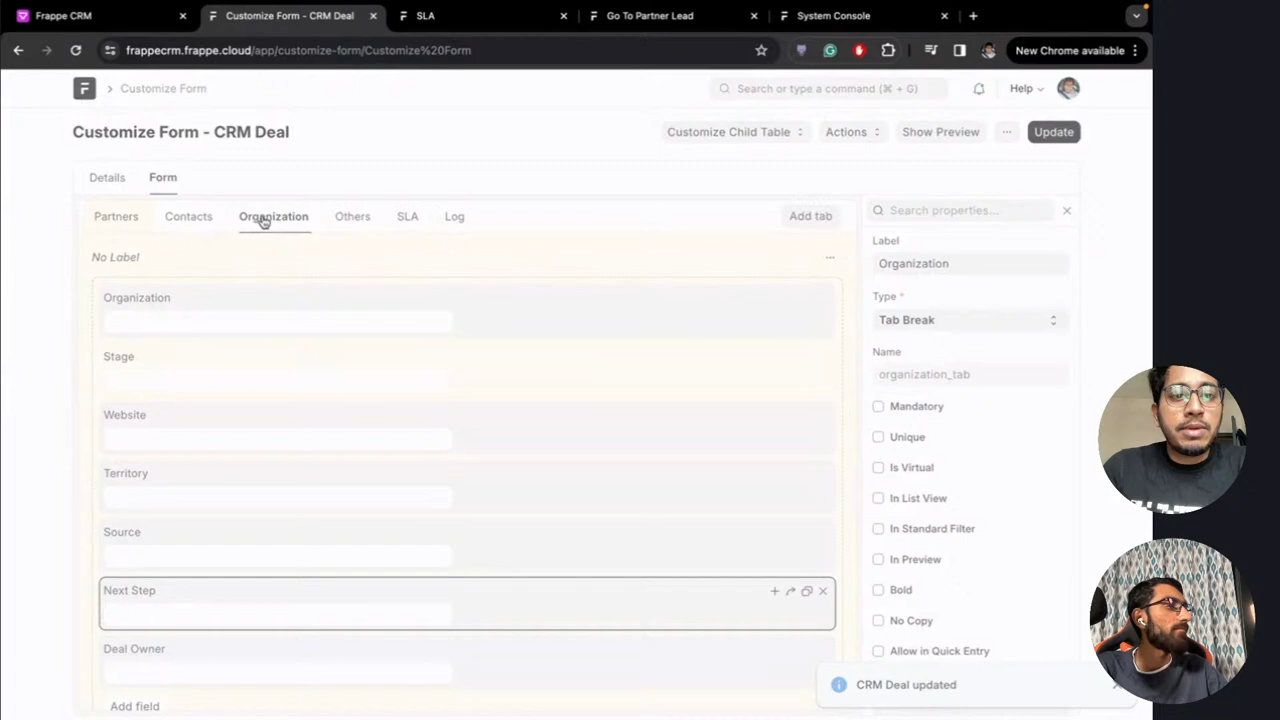 Frappe CRM
Customize Form - CRM Deal
SLA
Go To Partner Lead
System Console
frappecrm.frappe.cloud/app/customize-form/Customize%20Form
New Chrome available
Customize Form
Search or type a command (⌘ + G)
Help
Customize Form - CRM Deal
Customize Child Table
Actions
Show Preview
Update
Details
Form
Partners
Contacts
Organization
Others
SLA
Log
Add tab
Search properties...
No Label
Organization
Stage
Website
Territory
Source
Next Step
Deal Owner
Add field
Label
Organization
Type *
Tab Break
Name
organization_tab
Mandatory
Unique
Is Virtual
In List View
In Standard Filter
In Preview
Bold
No Copy
Allow in Quick Entry
CRM Deal updated